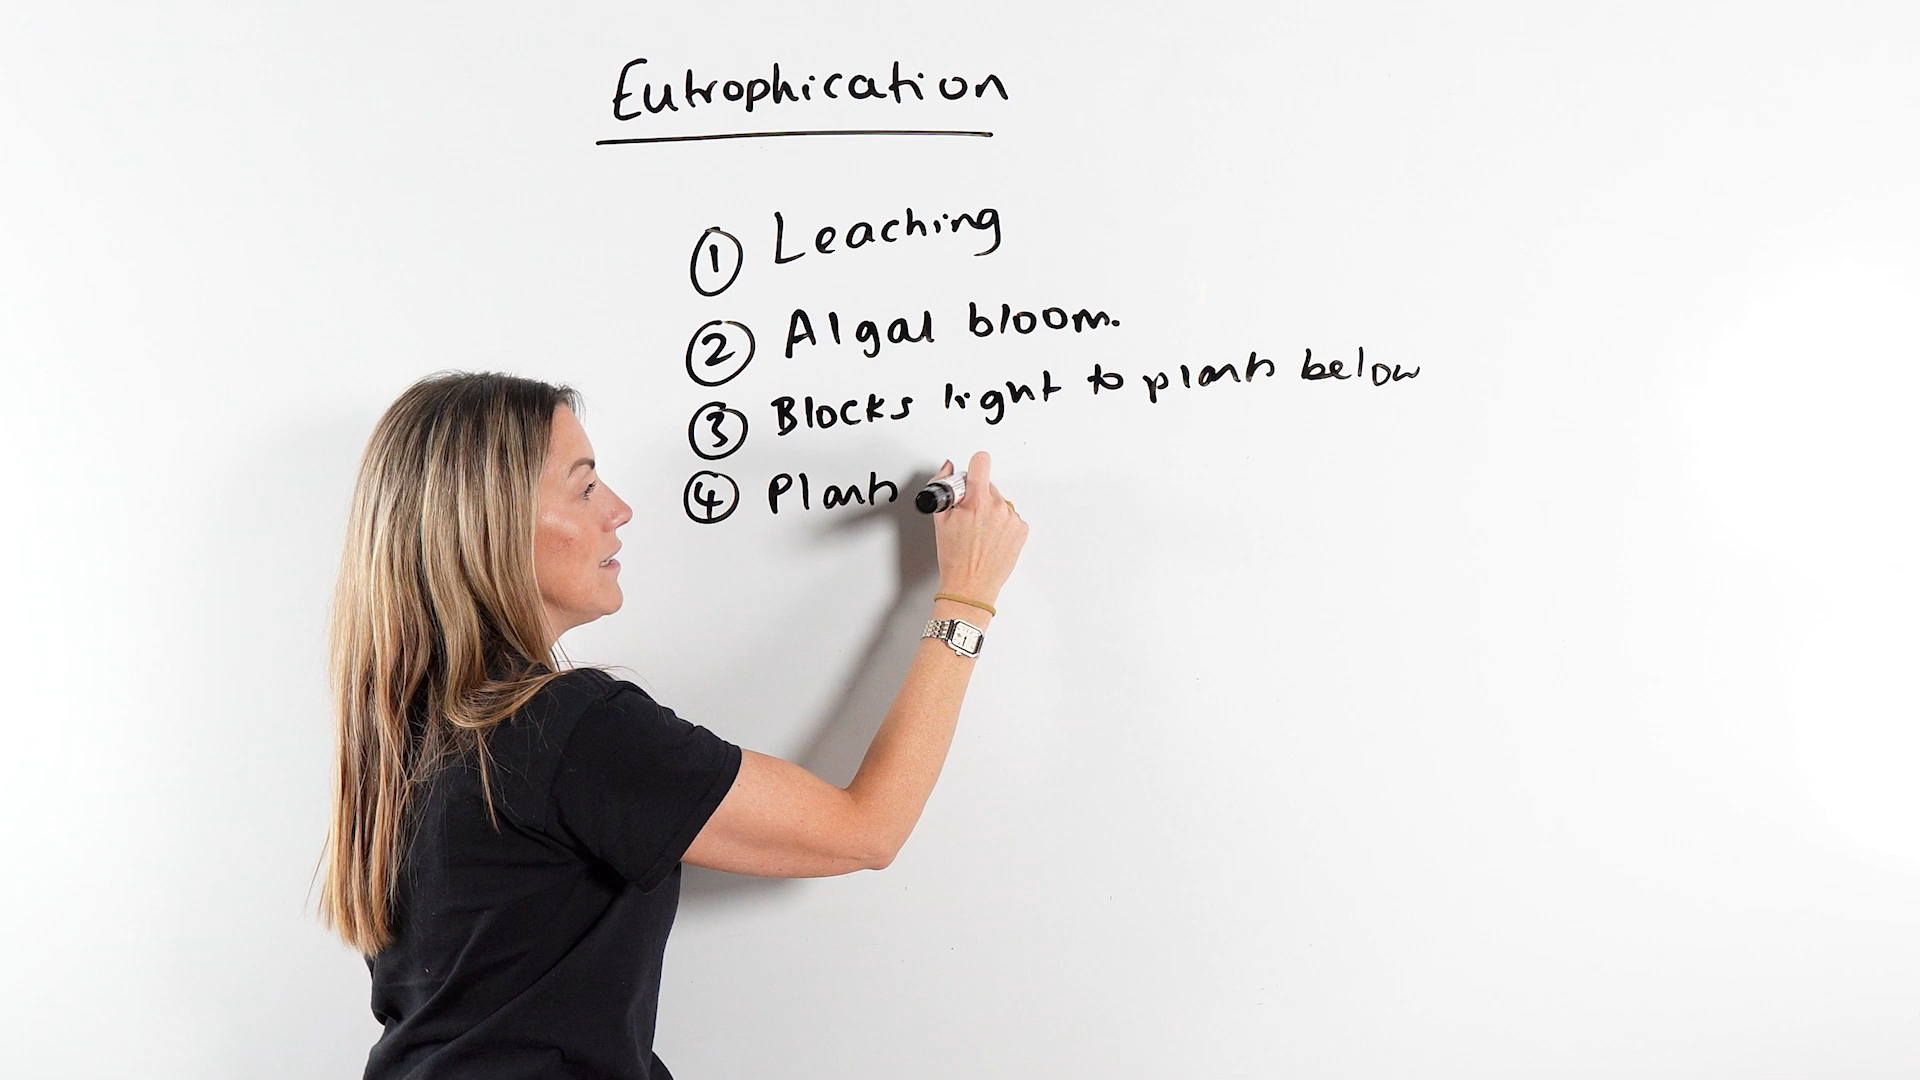 Eutrophication
① Leaching
② Algal bloom.
③ Blocks light to plants below
④ Plants